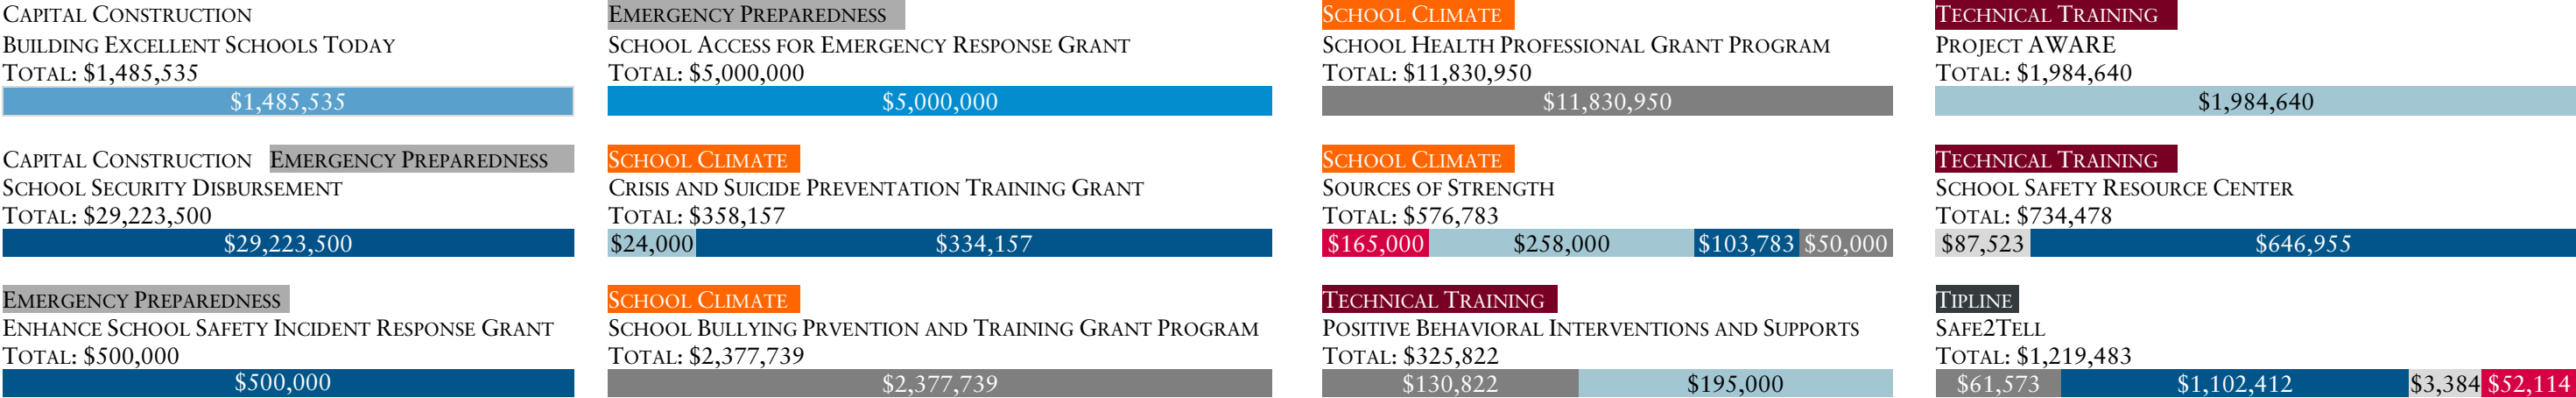 CAPITAL CONSTRUCTION
BUILDING EXCELLENT SCHOOLS TODAY
TOTAL: $1,485,535
$1,485,535
CAPITAL CONSTRUCTION EMERGENCY PREPAREDNESS
SCHOOL SECURITY DISBURSEMENT
TOTAL: $29,223,500
$29,223,500
EMERGENCY PREPAREDNESS
ENHANCE SCHOOL SAFETY INCIDENT RESPONSE GRANT
TOTAL: $500,000
$500,000
EMERGENCY PREPAREDNESS
SCHOOL ACCESS FOR EMERGENCY RESPONSE GRANT
TOTAL: $5,000,000
$5,000,000
SCHOOL CLIMATE
CRISIS AND SUICIDE PREVENTATION TRAINING GRANT
TOTAL: $358,157
$24,000 $334,157
SCHOOL CLIMATE
SCHOOL BULLYING PRVENTION AND TRAINING GRANT PROGRAM
TOTAL: $2,377,739
$2,377,739
SCHOOL CLIMATE
SCHOOL HEALTH PROFESSIONAL GRANT PROGRAM
TOTAL: $11,830,950
$11,830,950
SCHOOL CLIMATE
SOURCES OF STRENGTH
TOTAL: $576,783
$165,000 $258,000 $103,783 $50,000
TECHNICAL TRAINING
POSITIVE BEHAVIORAL INTERVENTIONS AND SUPPORTS
TOTAL: $325,822
$130,822 $195,000
TECHNICAL TRAINING
PROJECT AWARE
TOTAL: $1,984,640
$1,984,640
TECHNICAL TRAINING
SCHOOL SAFETY RESOURCE CENTER
TOTAL: $734,478
$87,523 $646,955
TIPLINE
SAFE2TELL
TOTAL: $1,219,483
$61,573 $1,102,412 $3,384 $52,114